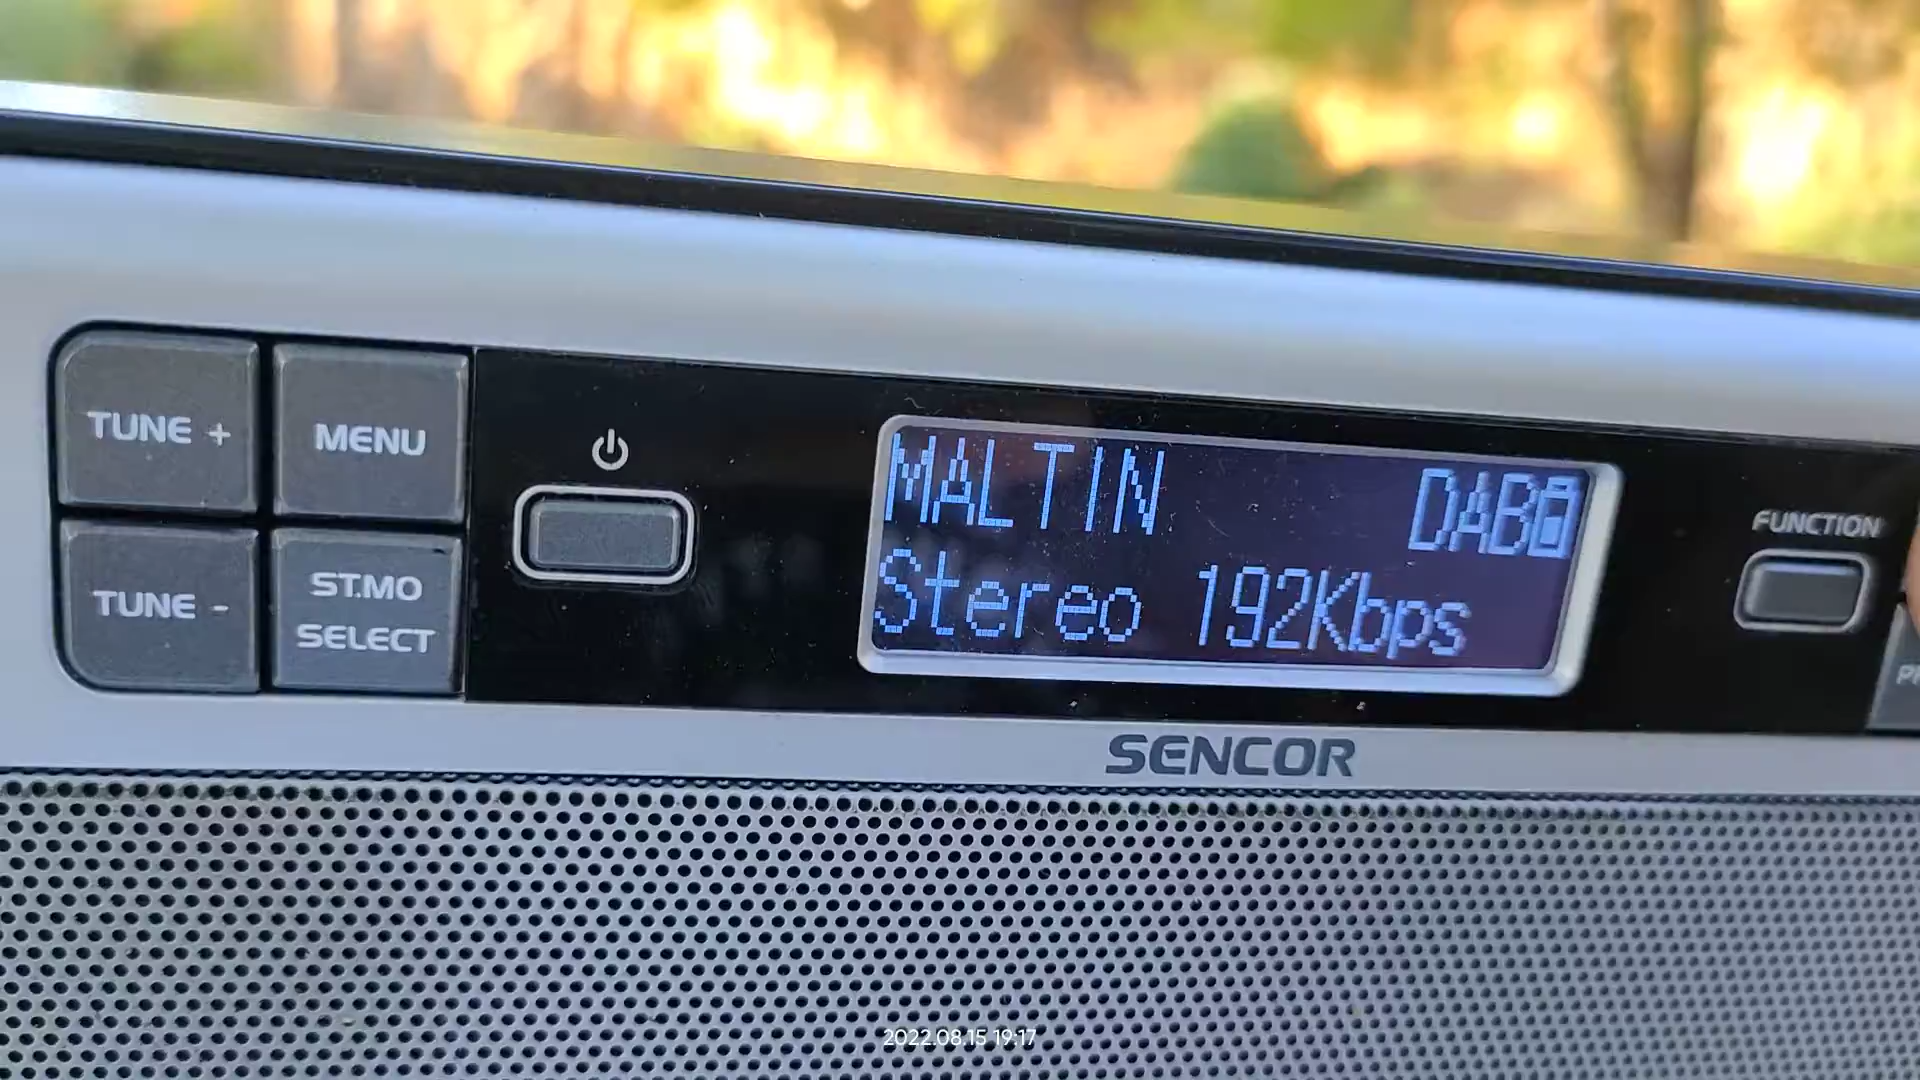 TUNE +
MENU
TUNE -
ST.MO
SELECT
MALTIN DAB
Stereo 192Kbps
FUNCTION
SENCOR
2022.08.15 19:17